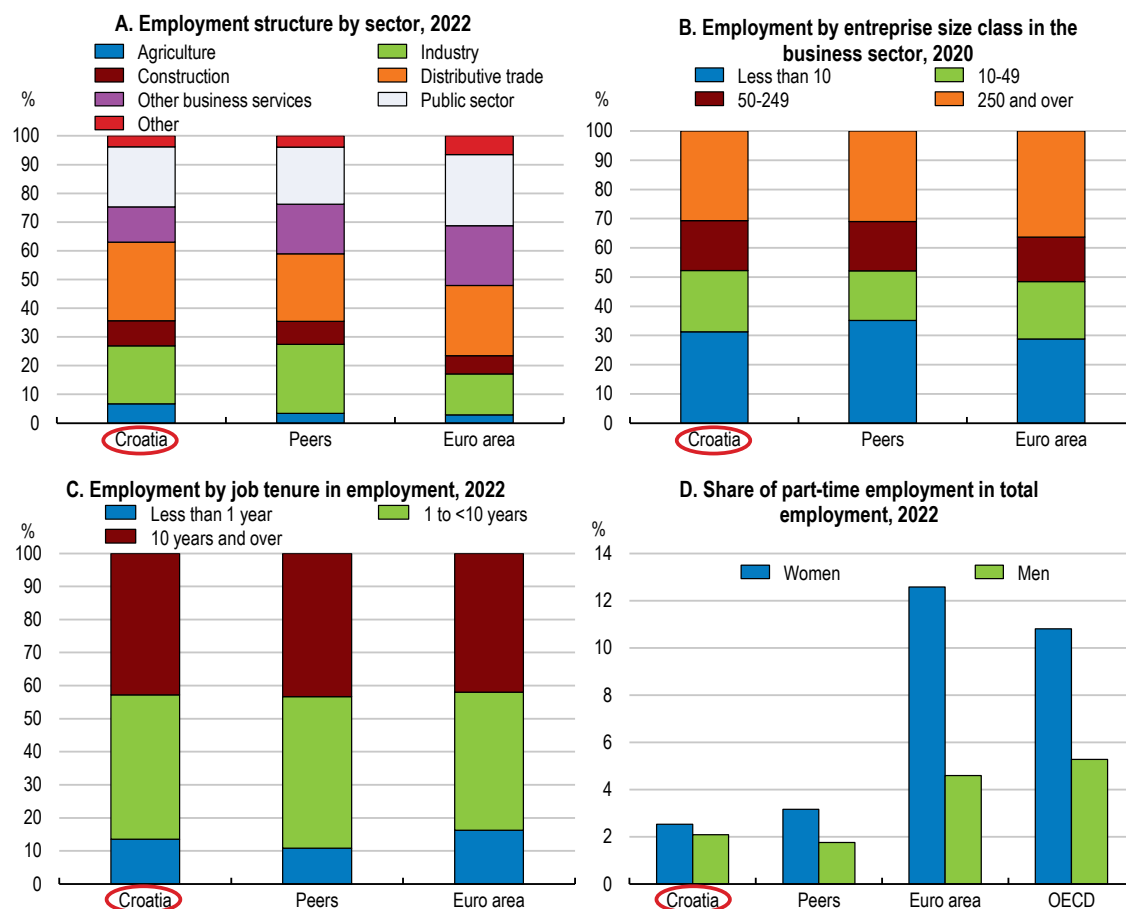 A. Employment structure by sector, 2022
Agriculture
Industry
Construction
Distributive trade
Other business services
Public sector
Other
%
100
90
80
70
60
50
40
30
20
10
0
Croatia
Peers
Euro area
B. Employment by entreprise size class in the
business sector, 2020
Less than 10
10-49
50-249
250 and over
%
100
90
80
70
60
50
40
30
20
10
0
Croatia
Peers
Euro area
C. Employment by job tenure in employment, 2022
Less than 1 year
1 to <10 years
10 years and over
%
100
90
80
70
60
50
40
30
20
10
0
Croatia
Peers
Euro area
D. Share of part-time employment in total
employment, 2022
%
Women
Men
14
12
10
8
6
4
2
0
Croatia
Peers
Euro area
OECD